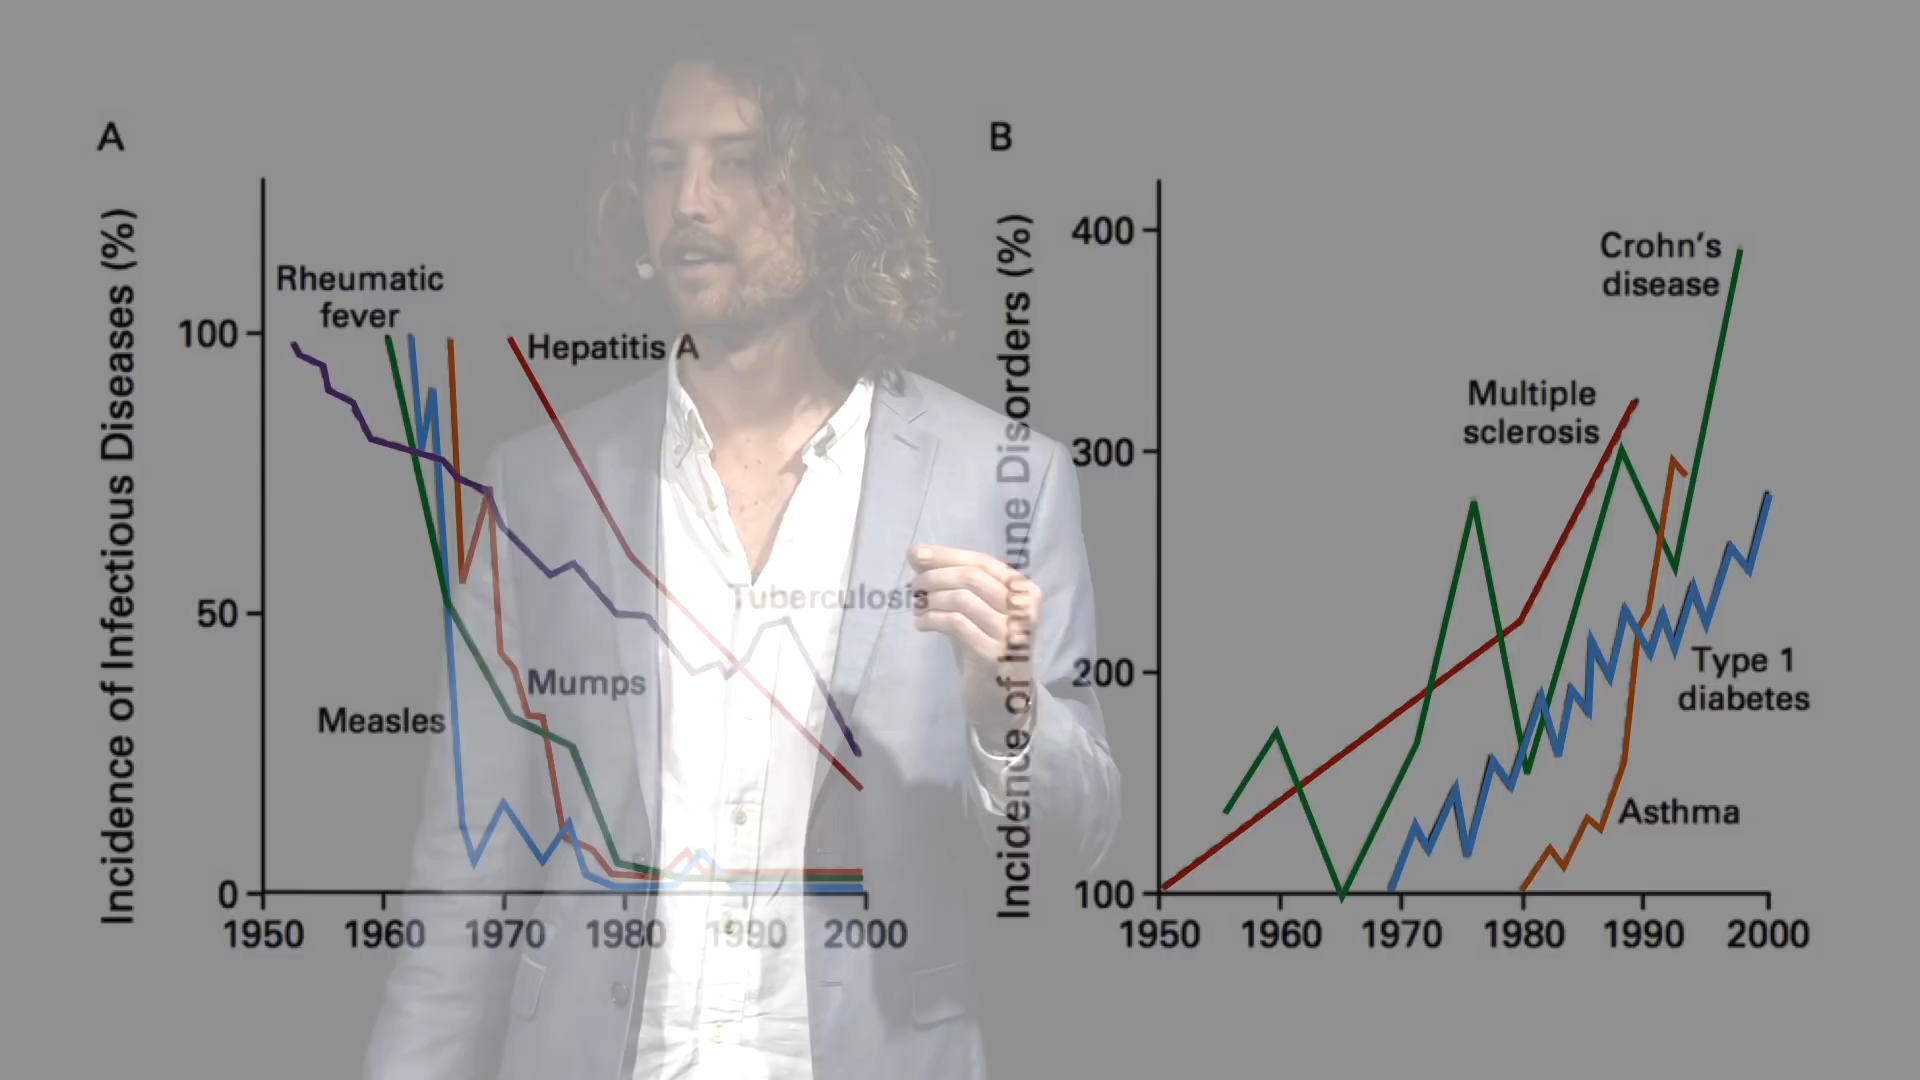 A
Incidence of Infectious Diseases (%)
100
50
0
1950 1960 1970 1980 1990 2000
Rheumatic
fever
Hepatitis A
Tuberculosis
Mumps
Measles
B
Incidence of Immune Disorders (%)
400
300
200
100
1950 1960 1970 1980 1990 2000
Crohn's
disease
Multiple
sclerosis
Type 1
diabetes
Asthma